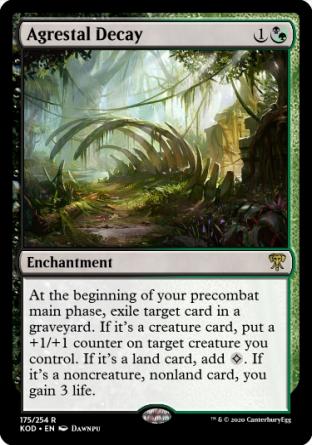 Agrestal Decay 1
Enchantment
At the beginning of your precombat
main phase, exile target card in a
graveyard. If it's a creature card, put a
+1/+1 counter on target creature you
control. If it's a land card, add. If
it's a noncreature, nonland card, you
gain 3 life.
175/254 R
KOD • EN Dawnpu
™ & © 2020 CanterburyEgg